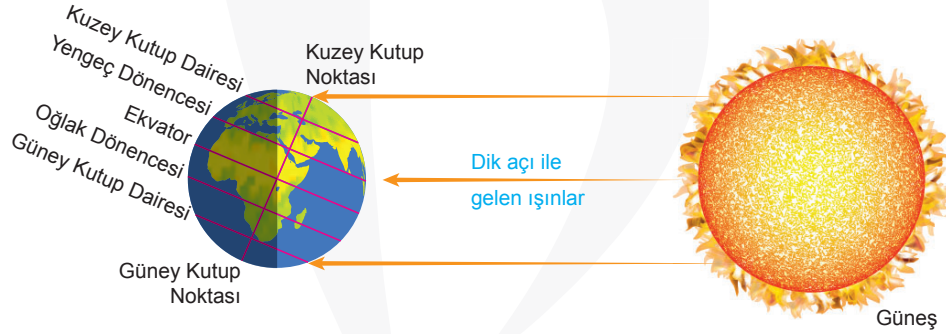 Kuzey Kutup Dairesi
Yengeç Dönencesi
Ekvator
Oğlak Dönencesi
Güney Kutup Dairesi
Kuzey Kutup
Noktası
Dik açı ile
gelen ışınlar
Güney Kutup
Noktası
Güneş